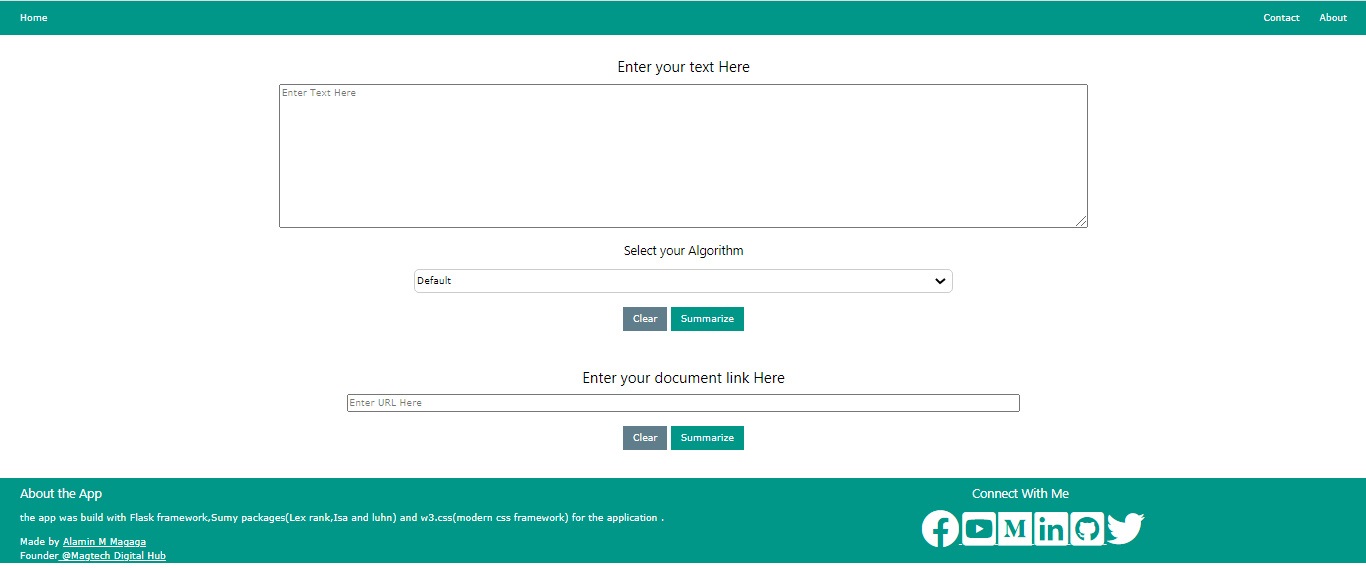 Home
Contact About
Enter your text Here
Enter Text Here
Select your Algorithm
Default
Clear Summarize
Enter your document link Here
Enter URL Here
Clear Summarize
About the App
the app was build with Flask framework,Sumy packages(Lex rank,Isa and luhn) and w3.css(modern css framework) for the application .
Made by Alamin M Magaga
Founder @Magtech Digital Hub
Connect With Me